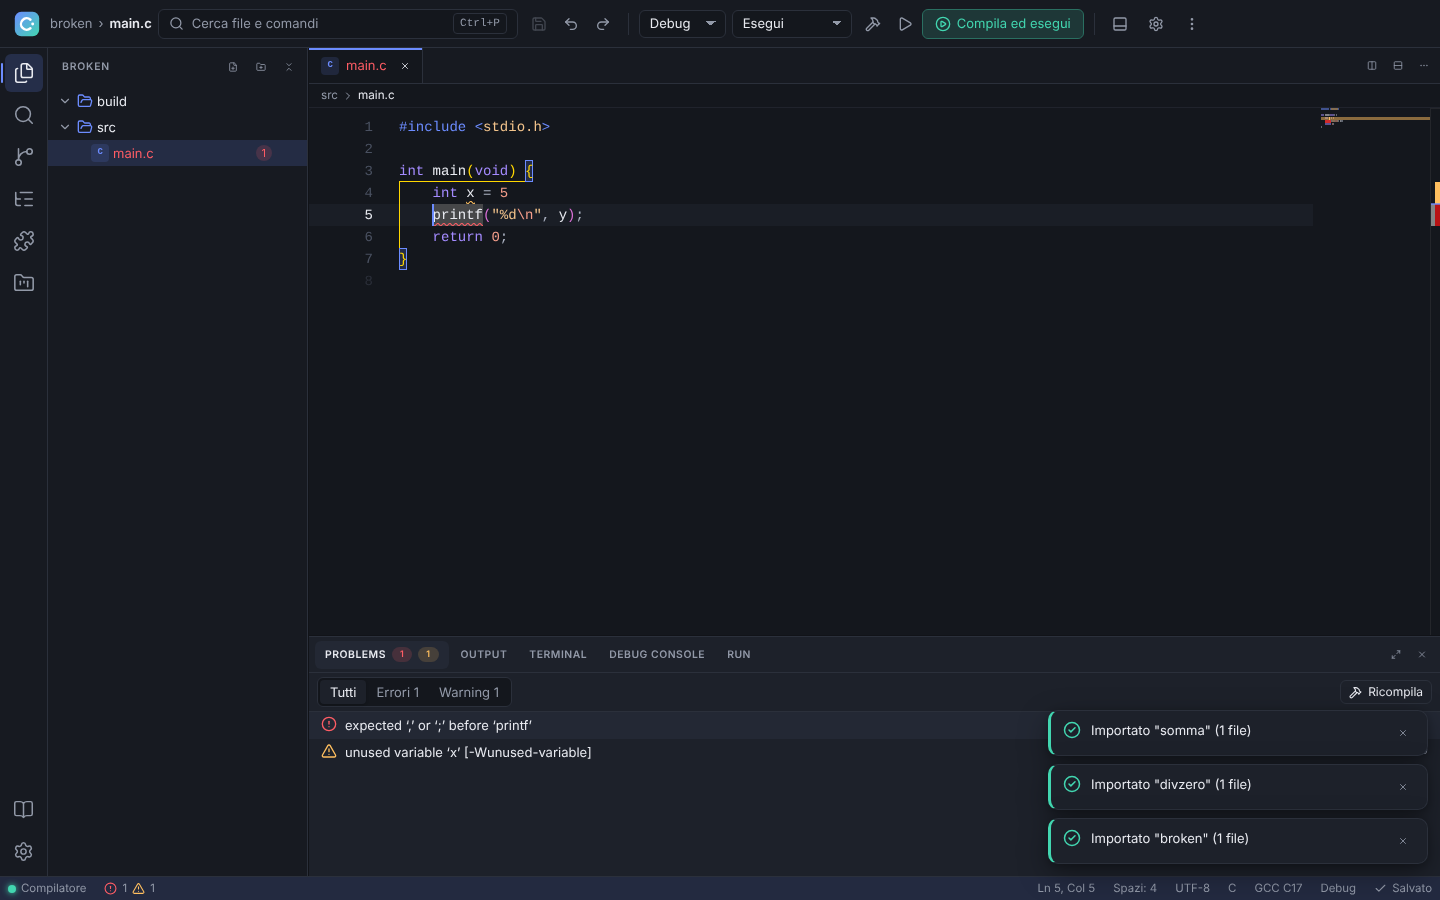 broken › main.c
Cerca file e comandi
Ctrl+P
Debug
Esegui
Compila ed esegui
BROKEN
build
src
main.c
1
main.c
src › main.c
1 #include <stdio.h>
2
3 int main(void) {
4 int x = 5
5 printf("%d\n", y);
6 return 0;
7 }
8
PROBLEMS 1 1
OUTPUT
TERMINAL
DEBUG CONSOLE
RUN
Tutti
Errori 1
Warning 1
Ricompila
expected ‘,’ or ‘;’ before ‘printf’
unused variable ‘x’ [-Wunused-variable]
Importato "somma" (1 file)
Importato "divzero" (1 file)
Importato "broken" (1 file)
Compilatore
1 1
Ln 5, Col 5
Spazi: 4
UTF-8
C
GCC C17
Debug
Salvato